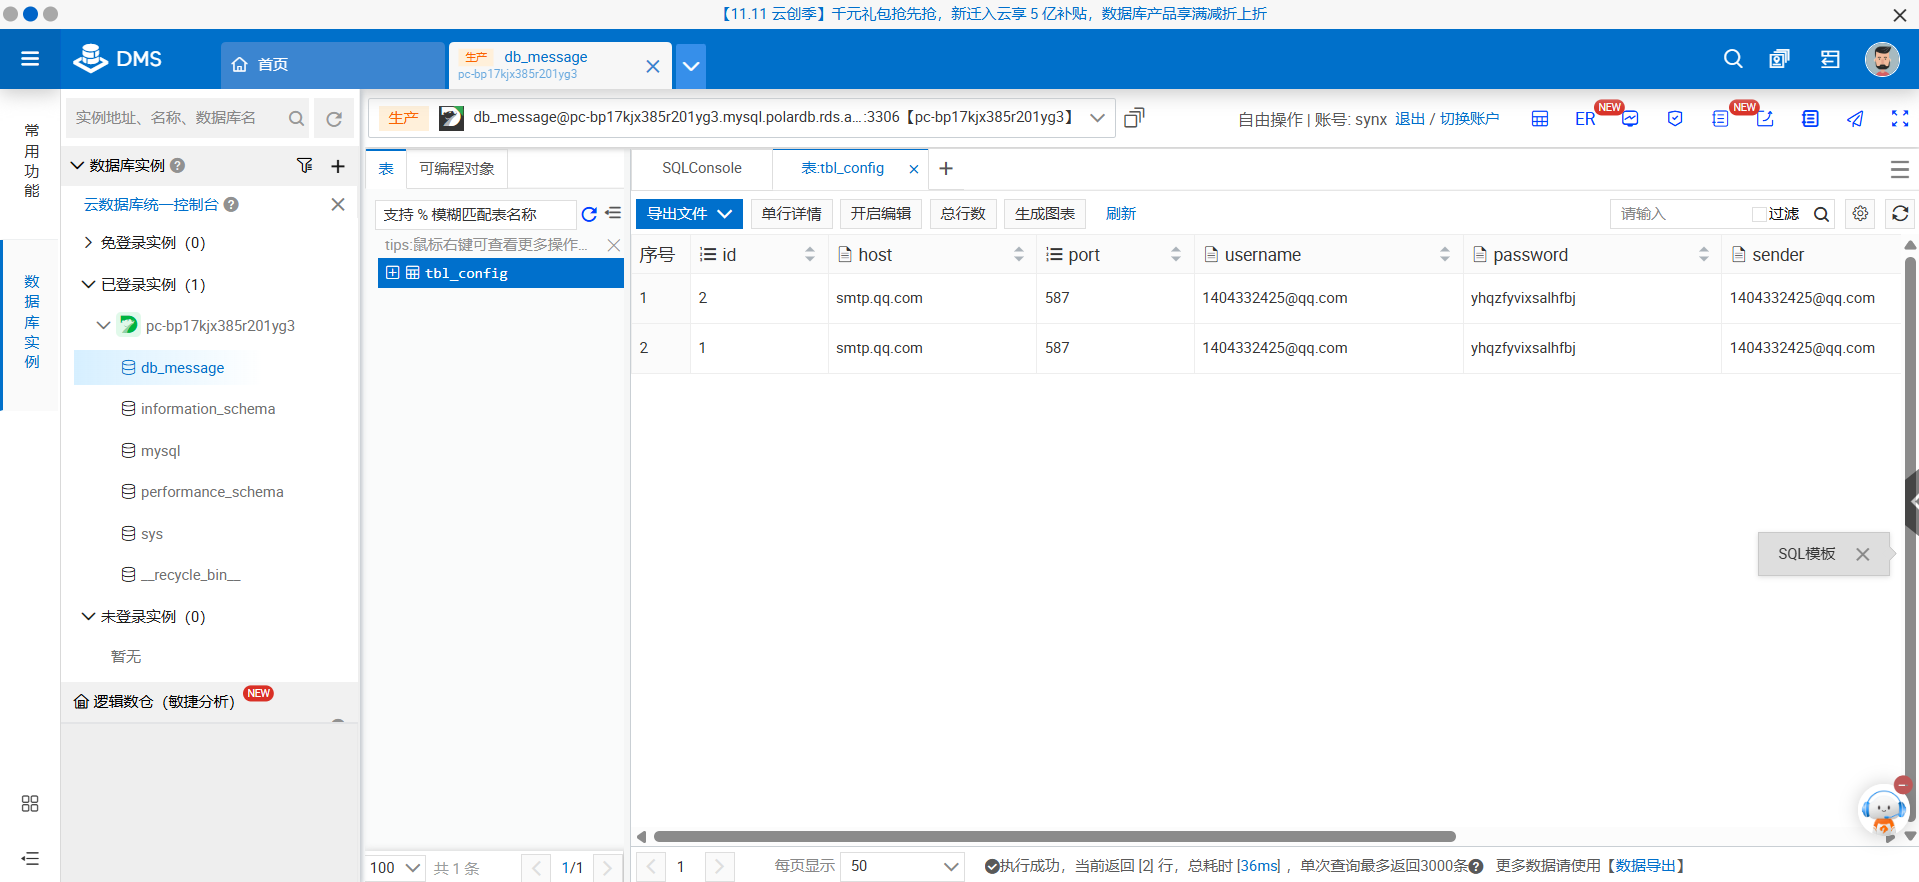 【11.11 云创季】千元礼包抢先抢，新迁入云享 5 亿补贴，数据库产品享满减折上折
DMS
首页
生产 db_message
pc-bp17kjx385r201yg3
常用功能
数据库实例
实例地址、名称、数据库名
数据库实例
云数据库统一控制台
免登录实例 (0)
已登录实例 (1)
pc-bp17kjx385r201yg3
db_message
information_schema
mysql
performance_schema
sys
__recycle_bin__
未登录实例 (0)
暂无
逻辑数仓（敏捷分析） NEW
生产 db_message@pc-bp17kjx385r201yg3.mysql.polardb.rds.a...:3306【pc-bp17kjx385r201yg3】
自由操作 | 账号: synx 退出 / 切换账户
ER NEW NEW
表 可编程对象
支持 % 模糊匹配表名称
tips:鼠标右键可查看更多操作...
tbl_config
100 共 1 条 1/1
SQLConsole 表:tbl_config
导出文件 单行详情 开启编辑 总行数 生成图表 刷新 请输入 过滤
序号 id host port username password sender
1 2 smtp.qq.com 587 1404332425@qq.com yhqzfyvixsalhfbj 1404332425@qq.com
2 1 smtp.qq.com 587 1404332425@qq.com yhqzfyvixsalhfbj 1404332425@qq.com
SQL模板
1 每页显示 50 执行成功，当前返回 [2] 行，总耗时 [36ms] ，单次查询最多返回3000条 更多数据请使用【数据导出】